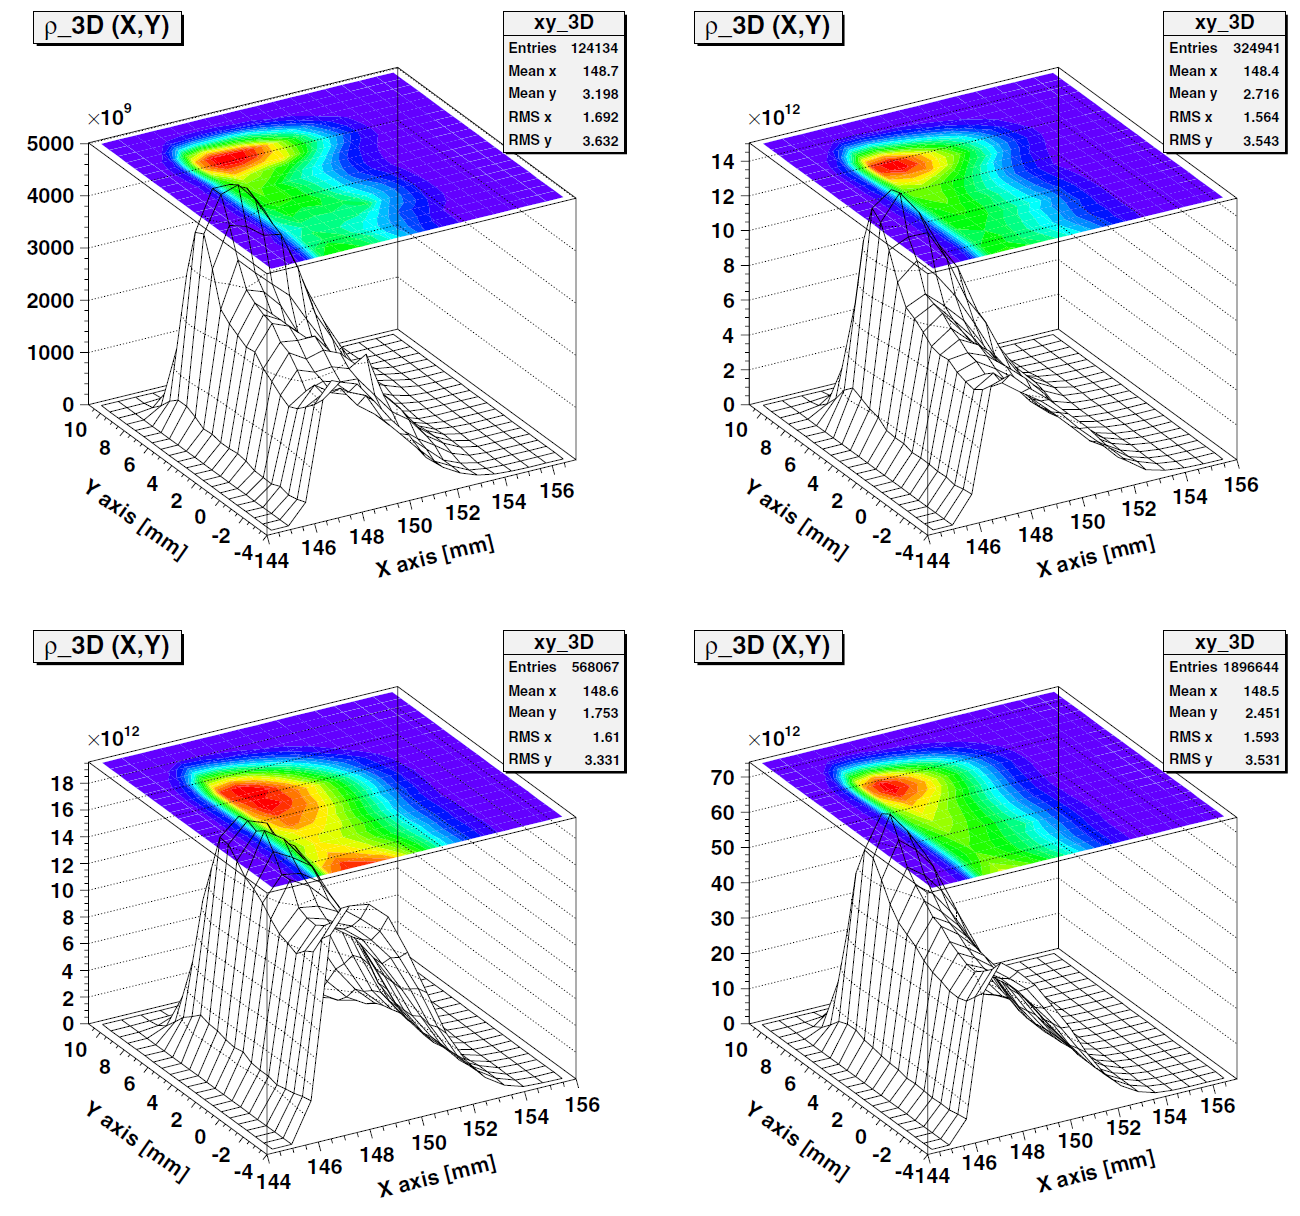 ρ_3D (X,Y)
xy_3D
Entries 124134
Mean x 148.7
Mean y 3.198
RMS x 1.692
RMS y 3.632
×10⁹
5000
4000
3000
2000
1000
0
10
8
6
4
2
0
-2
-4
Y axis [mm]
144
146
148
150
152
154
156
X axis [mm]
ρ_3D (X,Y)
xy_3D
Entries 324941
Mean x 148.4
Mean y 2.716
RMS x 1.564
RMS y 3.543
×10¹²
14
12
10
8
6
4
2
0
10
8
6
4
2
0
-2
-4
Y axis [mm]
144
146
148
150
152
154
156
X axis [mm]
ρ_3D (X,Y)
xy_3D
Entries 568067
Mean x 148.6
Mean y 1.753
RMS x 1.61
RMS y 3.331
×10¹²
18
16
14
12
10
8
6
4
2
0
10
8
6
4
2
0
-2
-4
Y axis [mm]
144
146
148
150
152
154
156
X axis [mm]
ρ_3D (X,Y)
xy_3D
Entries 1896644
Mean x 148.5
Mean y 2.451
RMS x 1.593
RMS y 3.531
×10¹²
70
60
50
40
30
20
10
0
10
8
6
4
2
0
-2
-4
Y axis [mm]
144
146
148
150
152
154
156
X axis [mm]